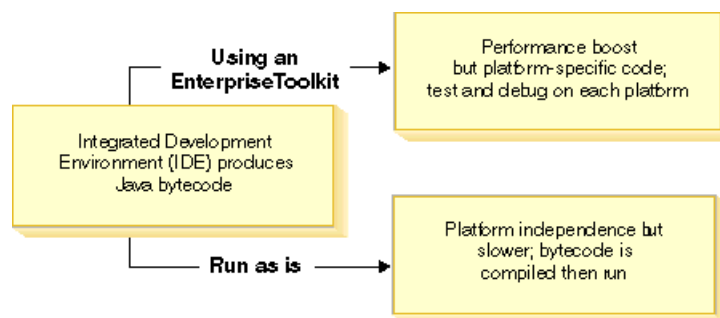 Using an
EnterpriseToolkit
Performance boost
but platform-specific code;
test and debug on each platform
Integrated Development
Environment (IDE) produces
Java bytecode
Run as is
Platform independence but
slower; bytecode is
compiled then run